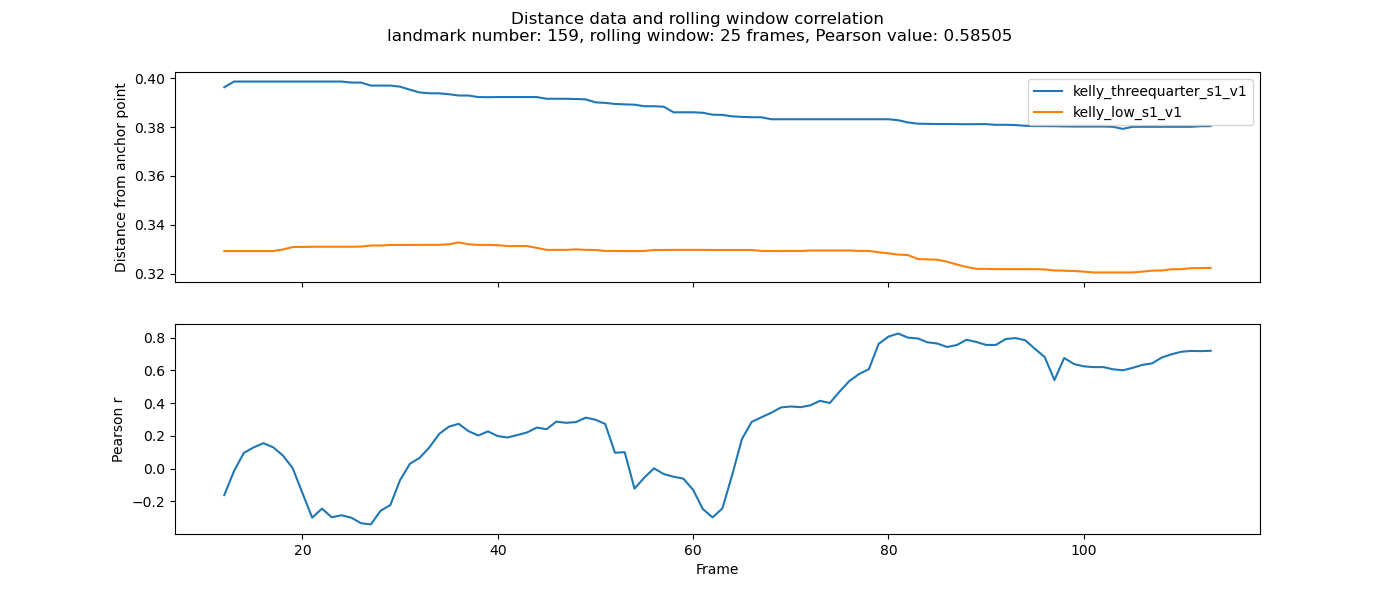 Distance data and rolling window correlation
landmark number: 159, rolling window: 25 frames, Pearson value: 0.58505
Distance from anchor point
0.40
0.38
0.36
0.34
0.32
kelly_threequarter_s1_v1
kelly_low_s1_v1
Pearson r
0.8
0.6
0.4
0.2
0.0
−0.2
20
40
60
80
100
Frame